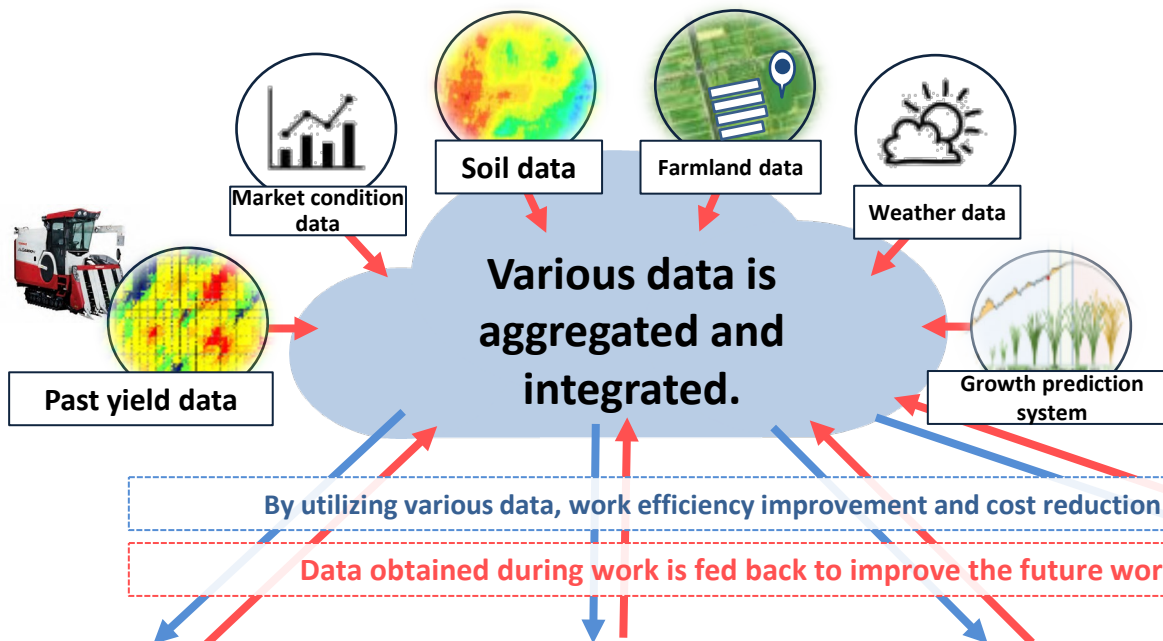 Soil data
Farmland data
Market condition
data
Weather data
Various data is
aggregated and
integrated.
Past yield data
Growth prediction
system
By utilizing various data, work efficiency improvement and cost reduction
Data obtained during work is fed back to improve the future wor